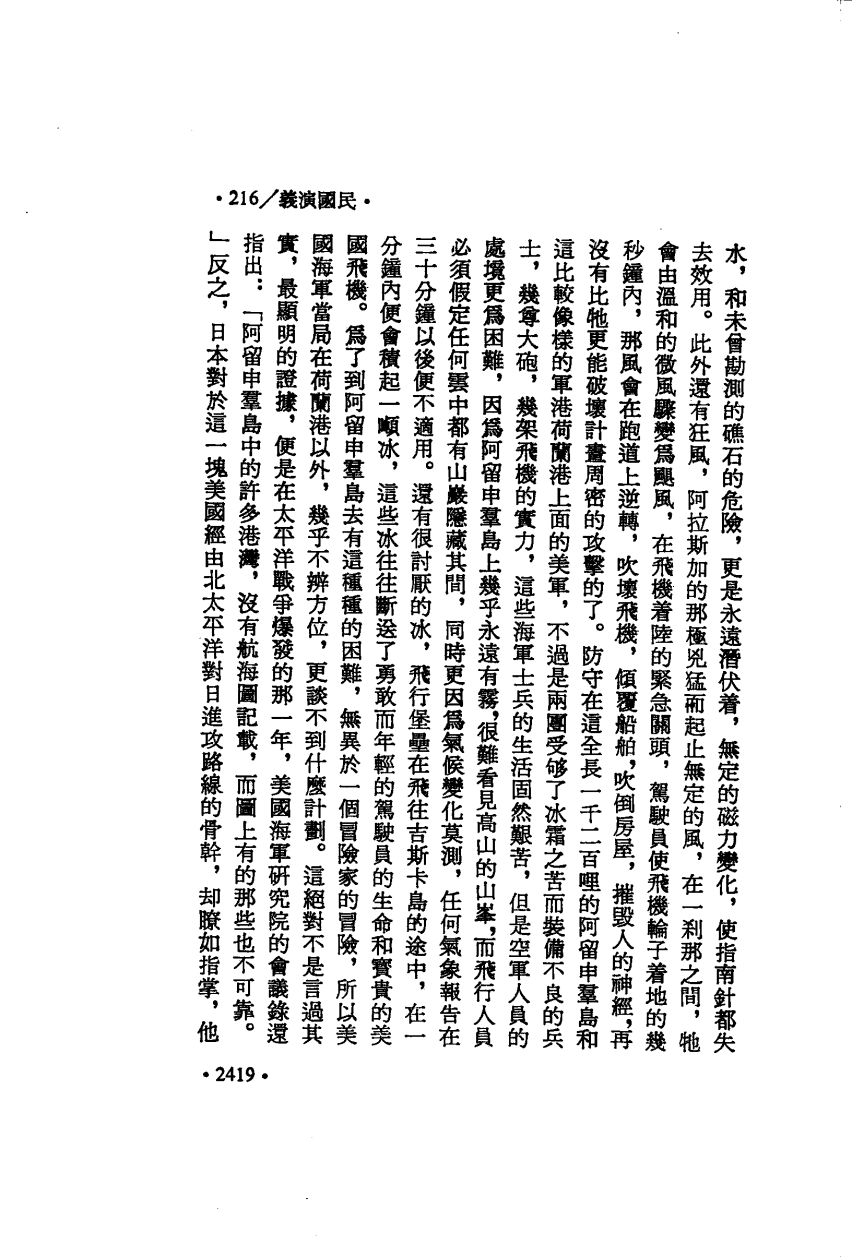 ·216／義演國民·
水，和未曾勘測的礁石的危險，更是永遠潛伏着，無定的磁力變化，使指南針都失
去效用。此外還有狂風，阿拉斯加的那極兇猛而起止無定的風，在一剎那之間，牠
會由溫和的微風驟變爲颶風，在飛機着陸的緊急關頭，駕駛員使飛機輪子着地的幾
秒鐘內，那風會在跑道上逆轉，吹壞飛機，傾覆船舶，吹倒房屋，摧毀人的神經，再
沒有比牠更能破壞計畫周密的攻擊的了。防守在這全長一千二百哩的阿留申羣島和
這比較像樣的軍港荷蘭港上面的美軍，不過是兩團受够了冰霜之苦而裝備不良的兵
士，幾尊大砲，幾架飛機的實力，這些海軍士兵的生活固然艱苦，但是空軍人員的
處境更爲困難，因爲阿留申羣島上幾乎永遠有霧，很難看見高山的山峯，而飛行人員
必須假定任何雲中都有山巖隱藏其間，同時更因爲氣候變化莫測，任何氣象報告在
三十分鐘以後便不適用。還有很討厭的冰，飛行堡壘在飛往吉斯卡島的途中，在一
分鐘內便會積起一噸冰，這些冰往往斷送了勇敢而年輕的駕駛員的生命和寶貴的美
國飛機。爲了到阿留申羣島去有這種種的困難，無異於一個冒險家的冒險，所以美
國海軍當局在荷蘭港以外，幾乎不辨方位，更談不到什麼計劃。這絕對不是言過其
實，最顯明的證據，便是在太平洋戰爭爆發的那一年，美國海軍研究院的會議錄還
指出：「阿留申羣島中的許多港灣，沒有航海圖記載，而圖上有的那些也不可靠。
」反之，日本對於這一塊美國經由北太平洋對日進攻路線的骨幹，却瞭如指掌，他
·2419·